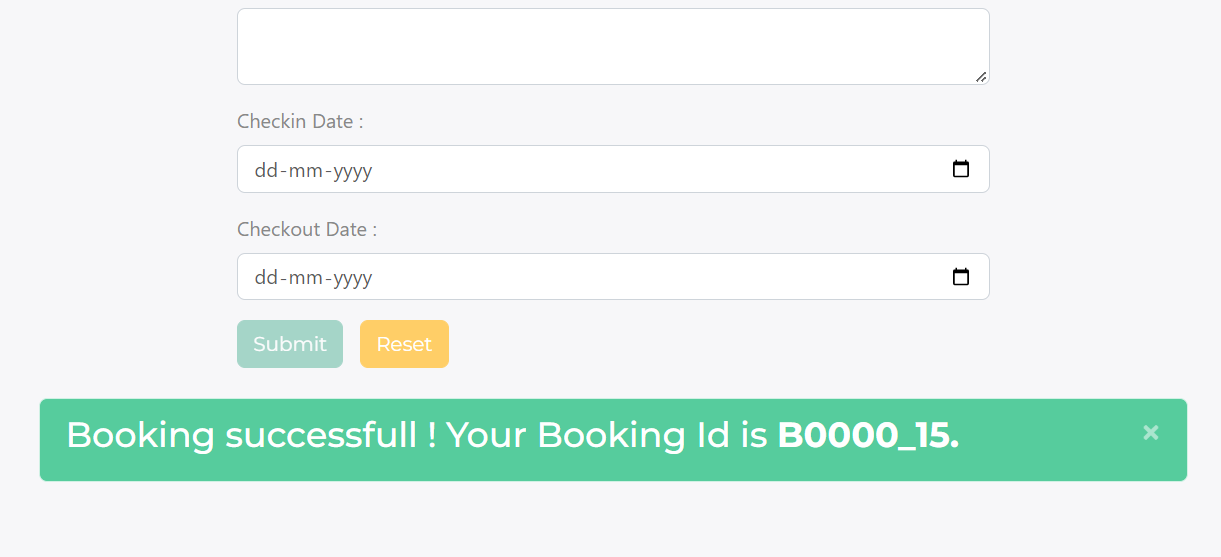 Checkin Date :
dd-mm-yyyy
Checkout Date :
dd-mm-yyyy
Submit Reset
Booking successfull ! Your Booking Id is B0000_15. ×